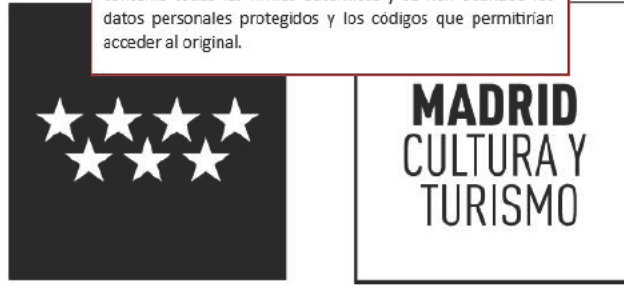 datos personales protegidos y los códigos que permitirían
acceder al original.
MADRID
CULTURA Y
TURISMO